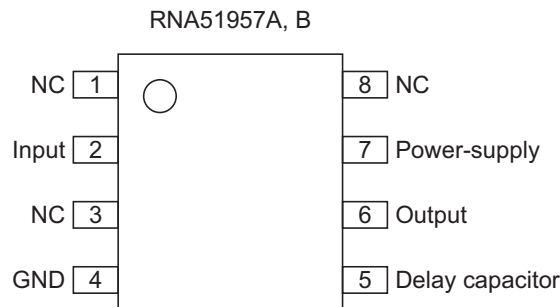 RNA51957A, B
NC 1 8 NC
Input 2 7 Power-supply
NC 3 6 Output
GND 4 5 Delay capacitor